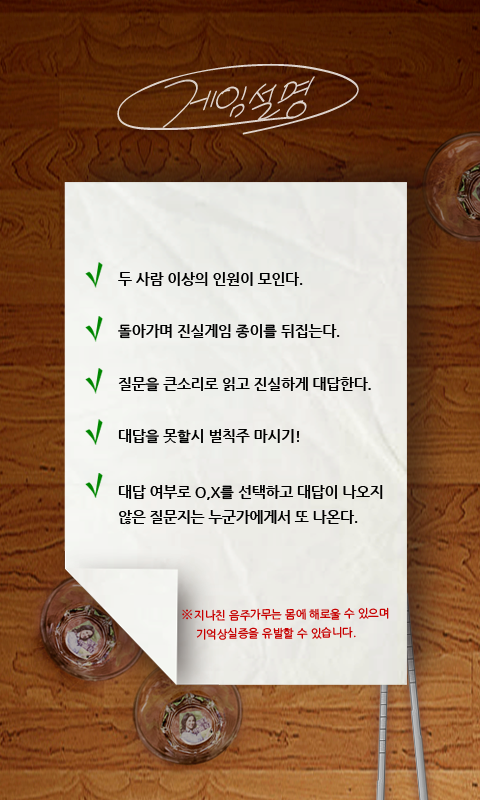 게임설명
두 사람 이상의 인원이 모인다.
돌아가며 진실게임 종이를 뒤집는다.
질문을 큰소리로 읽고 진실하게 대답한다.
대답을 못할시 벌칙주 마시기!
대답 여부로 O,X를 선택하고 대답이 나오지
않은 질문지는 누군가에게서 또 나온다.
※ 지나친 음주가무는 몸에 해로울 수 있으며
기억상실증을 유발할 수 있습니다.